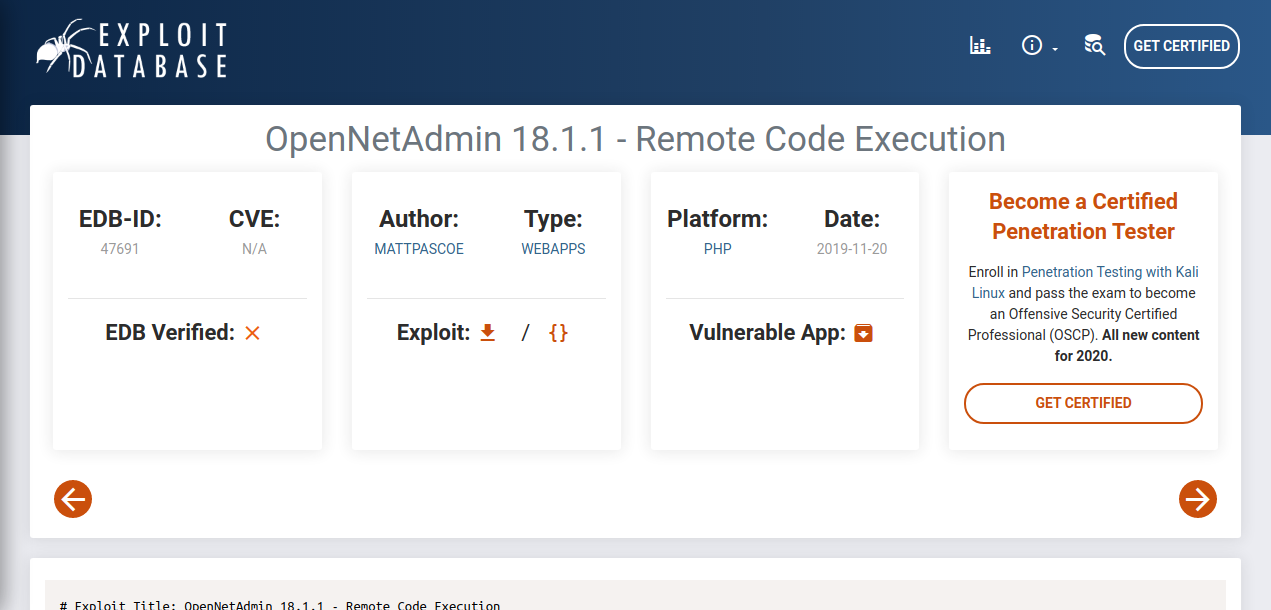 EXPLOIT
DATABASE
GET CERTIFIED
OpenNetAdmin 18.1.1 - Remote Code Execution
EDB-ID:
47691
CVE:
N/A
EDB Verified:
Author:
MATTPASCOE
Type:
WEBAPPS
Exploit: / {}
Platform:
PHP
Date:
2019-11-20
Vulnerable App:
Become a Certified
Penetration Tester
Enroll in Penetration Testing with Kali
Linux and pass the exam to become
an Offensive Security Certified
Professional (OSCP). All new content
for 2020.
GET CERTIFIED
# Exploit Title: OpenNetAdmin 18.1.1 - Remote Code Execution